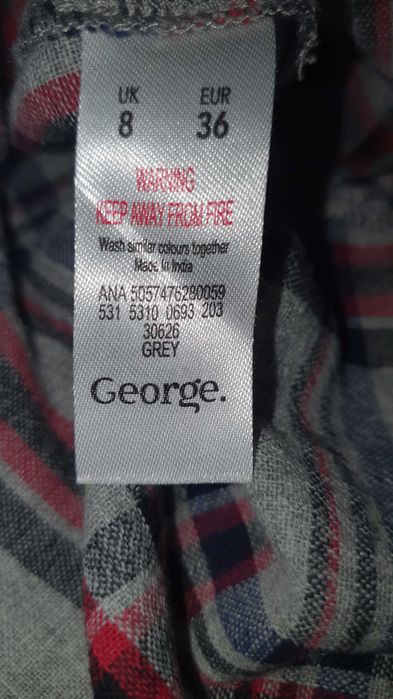 UK EUR
8 36
WARNING
KEEP AWAY FROM FIRE
Wash similar colours together
Made In India
ANA 5057476280059
531 5310 0693 203
30626
GREY
George.